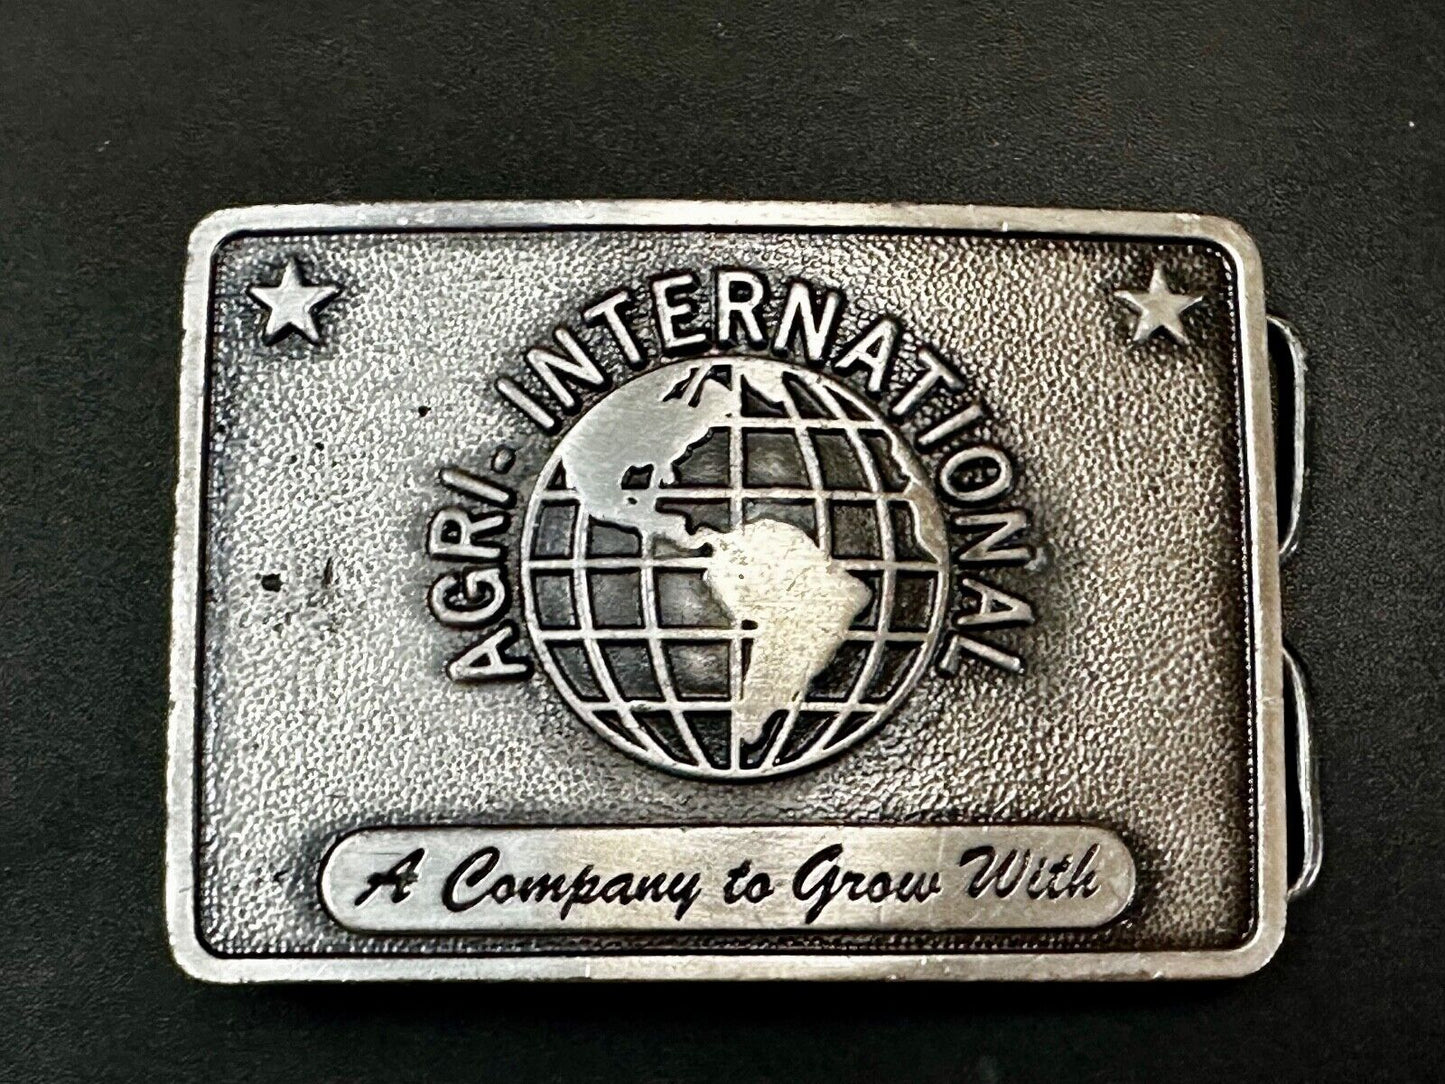 AGRI-INTERNATIONAL
A Company to Grow With